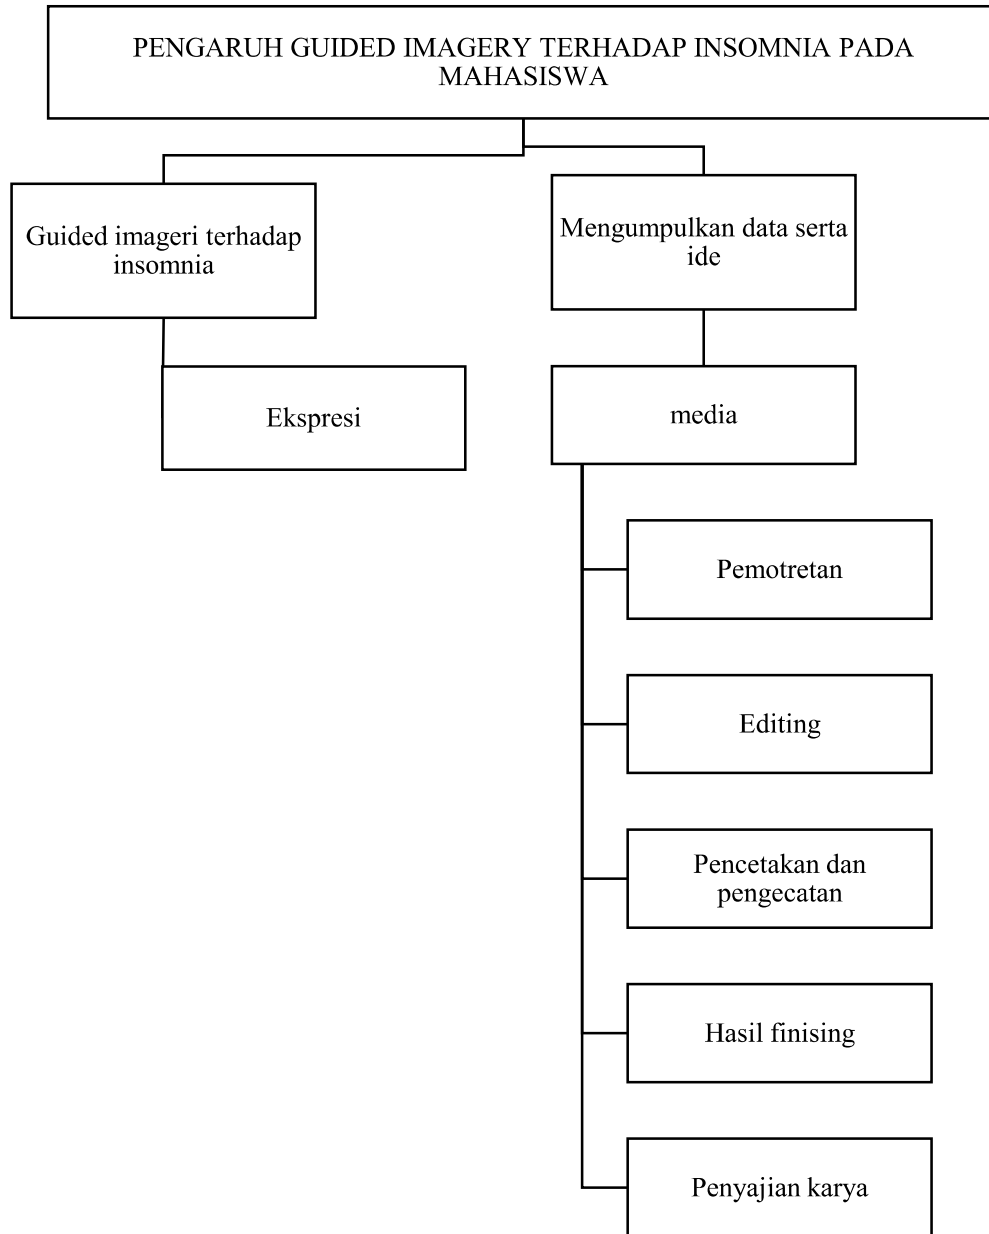 PENGARUH GUIDED IMAGERY TERHADAP INSOMNIA PADA
MAHASISWA
Guided imageri terhadap
insomnia
Mengumpulkan data serta
ide
Ekspresi
media
Pemotretan
Editing
Pencetakan dan
pengecatan
Hasil finising
Penyajian karya